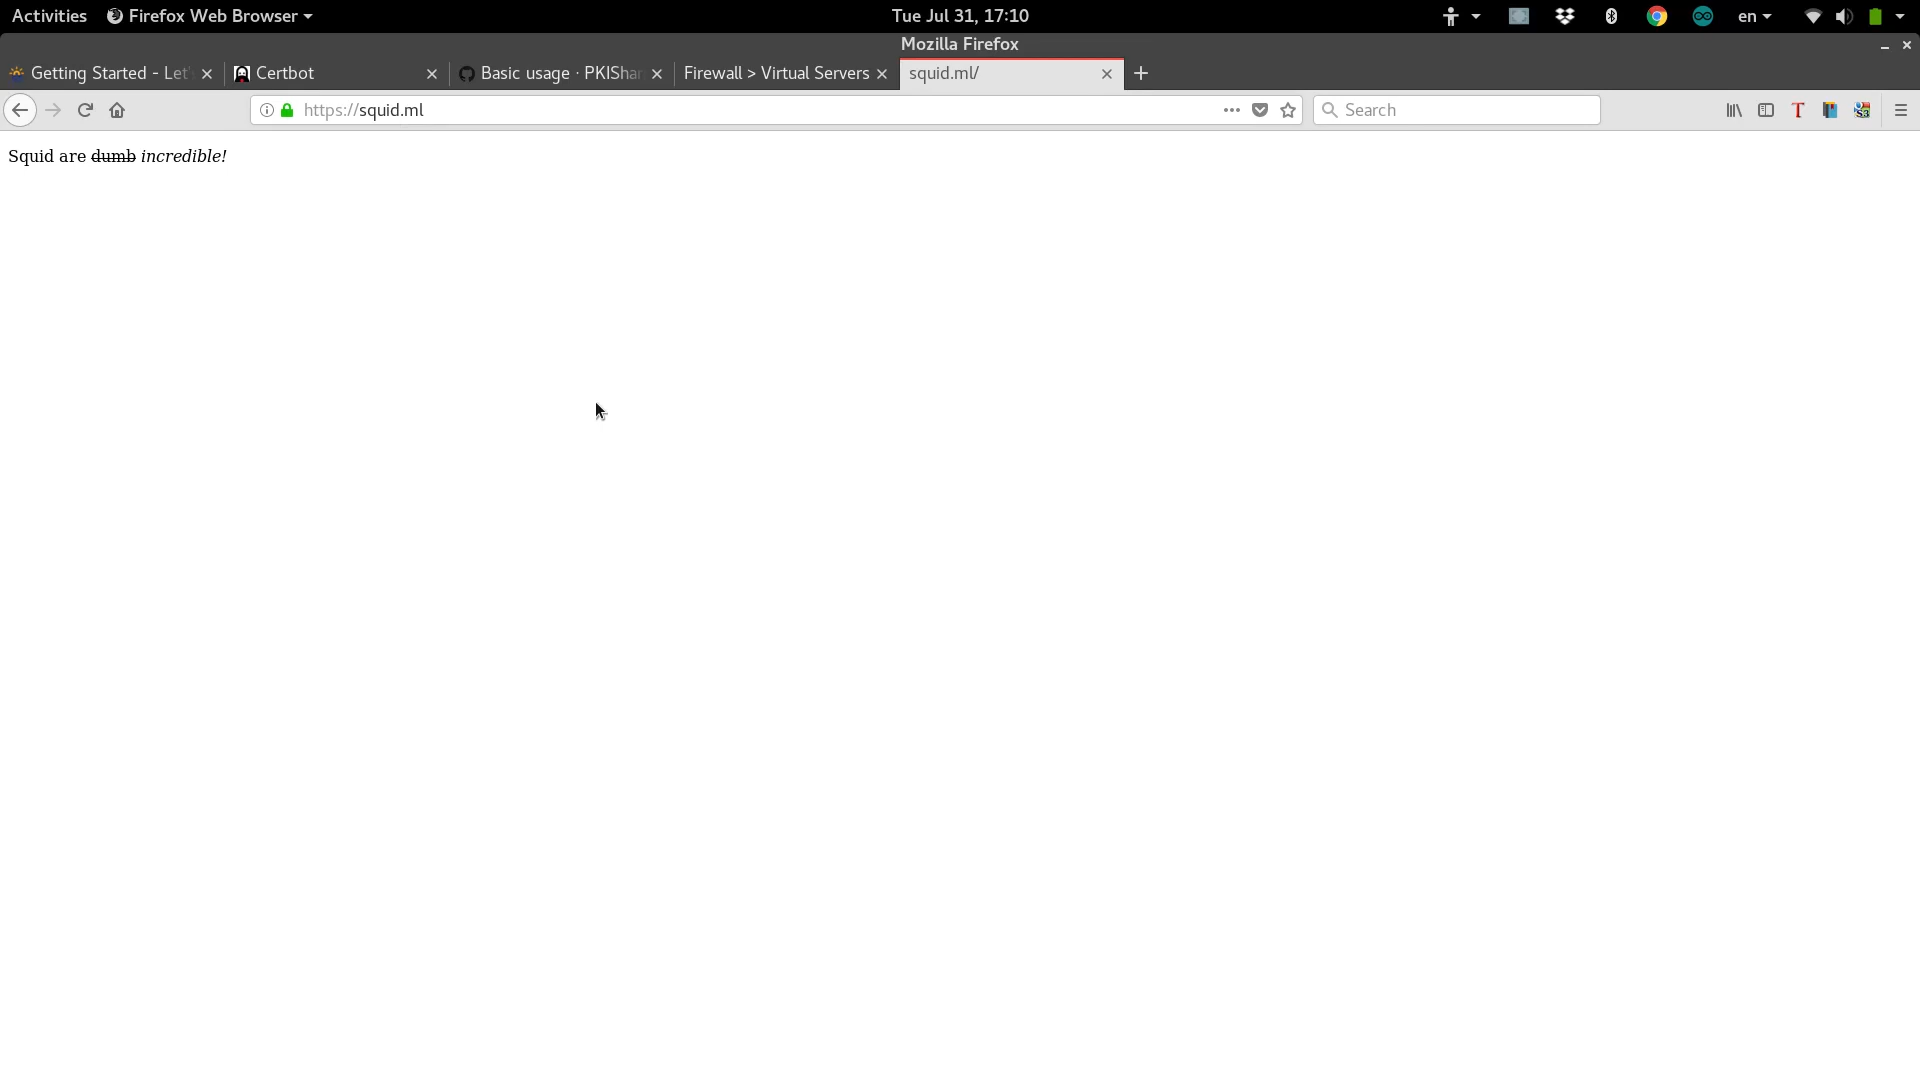 Activities Firefox Web Browser Tue Jul 31, 17:10 en
Mozilla Firefox
Getting Started - Let' Certbot Basic usage · PKIShar Firewall > Virtual Servers squid.ml/
https://squid.ml Search
Squid are dumb incredible!